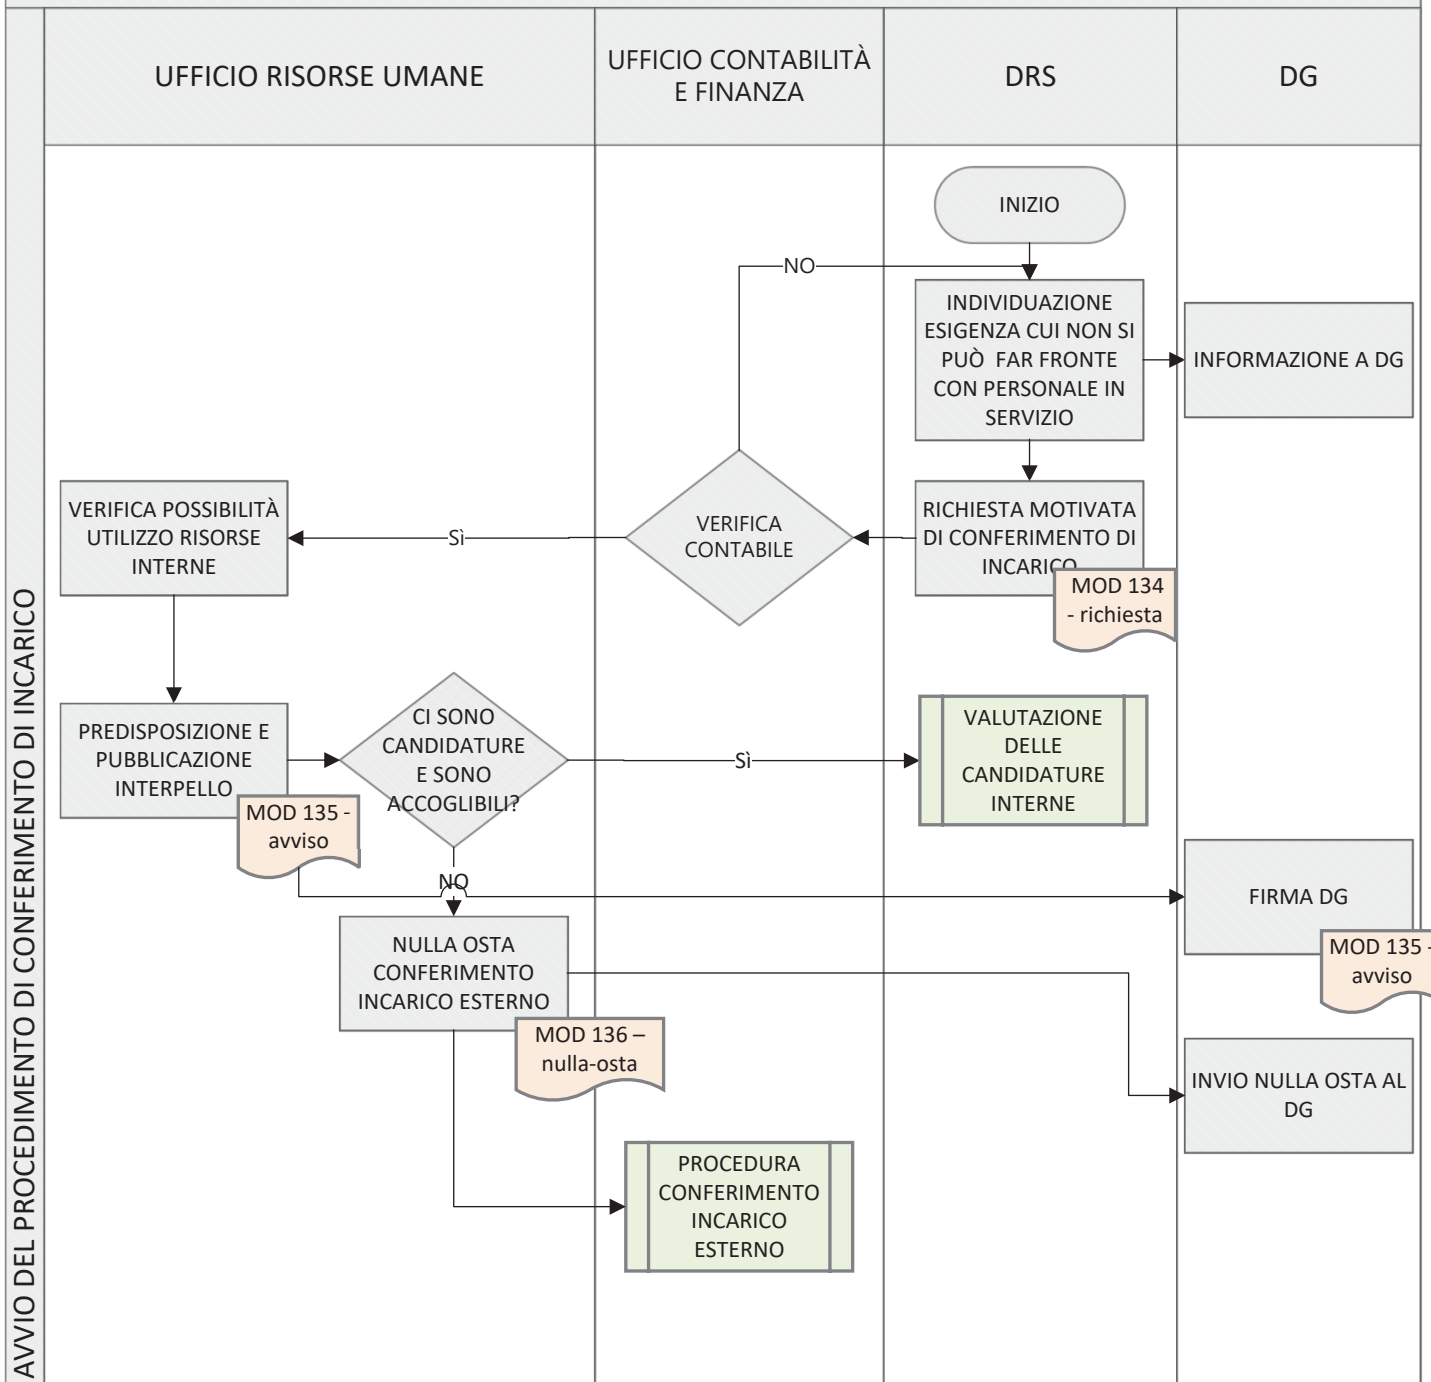 UFFICIO RISORSE UMANE
UFFICIO CONTABILITÀ
E FINANZA
DRS
DG
AVVIO DEL PROCEDIMENTO DI CONFERIMENTO DI INCARICO
INIZIO
NO
INDIVIDUAZIONE
ESIGENZA CUI NON SI
PUÒ FAR FRONTE
CON PERSONALE IN
SERVIZIO
INFORMAZIONE A DG
VERIFICA POSSIBILITÀ
UTILIZZO RISORSE
INTERNE
Sì
VERIFICA
CONTABILE
RICHIESTA MOTIVATA
DI CONFERIMENTO DI
INCARICO
MOD 134
- richiesta
PREDISPOSIZIONE E
PUBBLICAZIONE
INTERPELLO
MOD 135 -
avviso
CI SONO
CANDIDATURE
E SONO
ACCOGLIBILI?
Sì
VALUTAZIONE
DELLE
CANDIDATURE
INTERNE
NO
FIRMA DG
MOD 135 -
avviso
NULLA OSTA
CONFERIMENTO
INCARICO ESTERNO
MOD 136 –
nulla-osta
INVIO NULLA OSTA AL
DG
PROCEDURA
CONFERIMENTO
INCARICO
ESTERNO